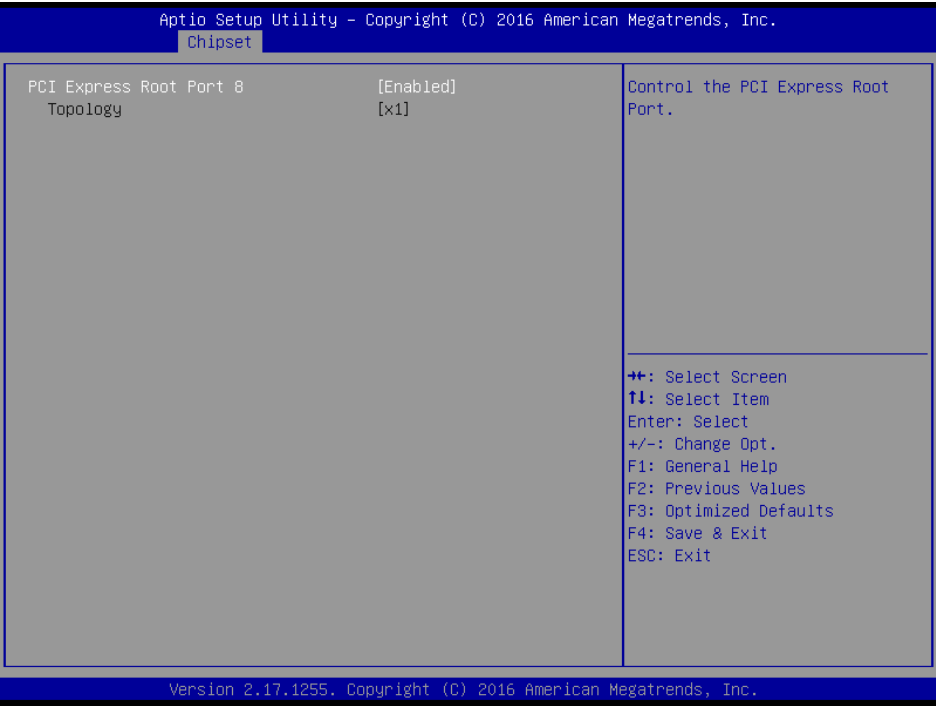 Aptio Setup Utility – Copyright (C) 2016 American Megatrends, Inc.
Chipset
PCI Express Root Port 8 [Enabled]
Topology [x1]
Control the PCI Express Root
Port.
→←: Select Screen
↑↓: Select Item
Enter: Select
+/-: Change Opt.
F1: General Help
F2: Previous Values
F3: Optimized Defaults
F4: Save & Exit
ESC: Exit
Version 2.17.1255. Copyright (C) 2016 American Megatrends, Inc.